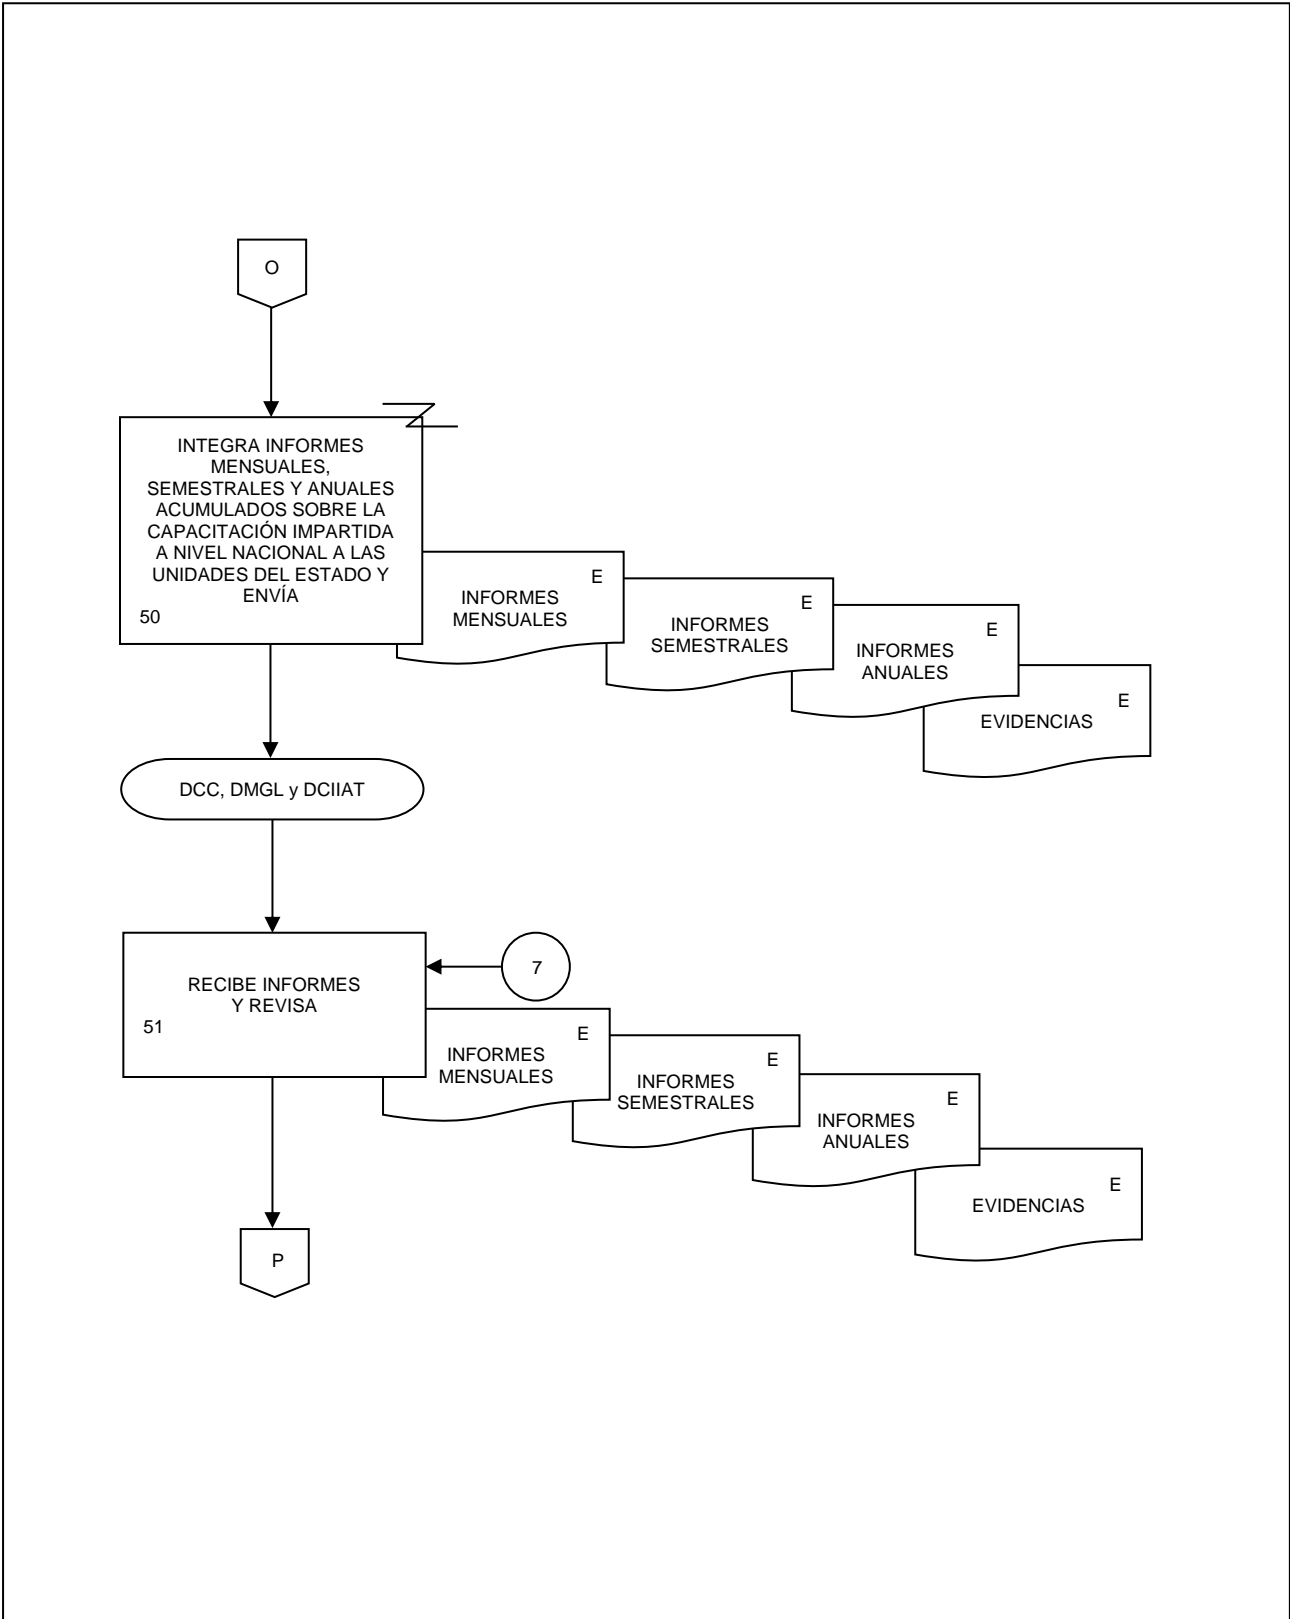 O
INTEGRA INFORMES
MENSUALES,
SEMESTRALES Y ANUALES
ACUMULADOS SOBRE LA
CAPACITACIÓN IMPARTIDA
A NIVEL NACIONAL A LAS
UNIDADES DEL ESTADO Y
ENVÍA
50
E
INFORMES
MENSUALES
E
INFORMES
SEMESTRALES
E
INFORMES
ANUALES
E
EVIDENCIAS
DCC, DMGL y DCIIAT
RECIBE INFORMES
Y REVISA
51
7
E
INFORMES
MENSUALES
E
INFORMES
SEMESTRALES
E
INFORMES
ANUALES
E
EVIDENCIAS
P